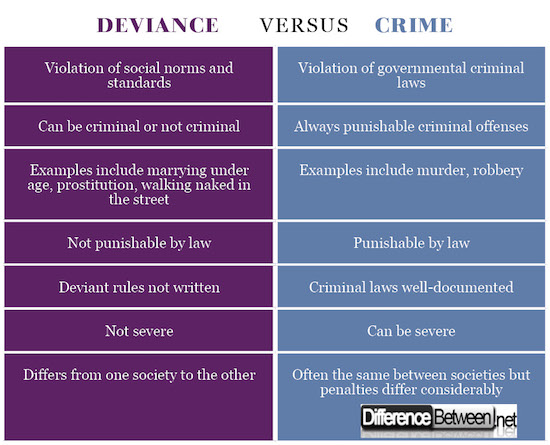 DEVIANCE VERSUS CRIME
Violation of social norms and
standards
Violation of governmental criminal
laws
Can be criminal or not criminal
Always punishable criminal offenses
Examples include marrying under
age, prostitution, walking naked in
the street
Examples include murder, robbery
Not punishable by law
Punishable by law
Deviant rules not written
Criminal laws well-documented
Not severe
Can be severe
Differs from one society to the other
Often the same between societies but
penalties differ considerably
Difference Between.net